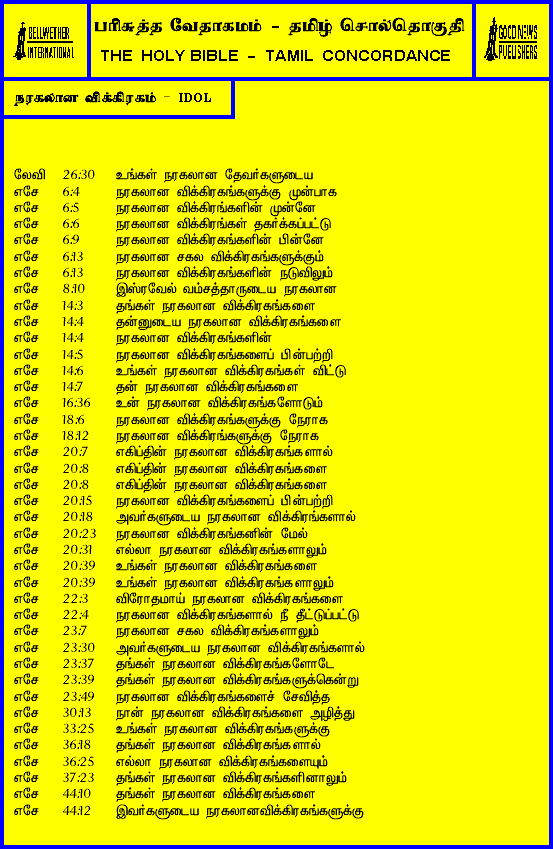 BELLWETHER
INTERNATIONAL
பரிசுத்த வேதாகமம் - தமிழ் சொல்தொகுதி
THE HOLY BIBLE - TAMIL CONCORDANCE
GOOD NEWS
PUBLISHERS
நரகலான விக்கிரகம் - IDOL
லேவி 26:30 உங்கள் நரகலான தேவர்களுடைய
எசே 6:4 நரகலான விக்கிரகங்களுக்கு முன்பாக
எசே 6:5 நரகலான விக்கிரங்களின் முன்னே
எசே 6:6 நரகலான விக்கிரங்கள் தகர்க்கப்பட்டு
எசே 6:9 நரகலான விக்கிரகங்களின் பின்னே
எசே 6:13 நரகலான சகல விக்கிரகங்களுக்கும்
எசே 6:13 நரகலான விக்கிரகங்களின் நடுவிலும்
எசே 8:10 இஸ்ரவேல் வம்சத்தாருடைய நரகலான
எசே 14:3 தங்கள் நரகலான விக்கிரகங்களை
எசே 14:4 தன்னுடைய நரகலான விக்கிரகங்களை
எசே 14:4 நரகலான விக்கிரகங்களின்
எசே 14:5 நரகலான விக்கிரகங்களைப் பின்பற்றி
எசே 14:6 உங்கள் நரகலான விக்கிரகங்கள் விட்டு
எசே 14:7 தன் நரகலான விக்கிரகங்களை
எசே 16:36 உன் நரகலான விக்கிரகங்களோடும்
எசே 18:6 நரகலான விக்கிரகங்களுக்கு நேராக
எசே 18:12 நரகலான விக்கிரங்களுக்கு நேராக
எசே 20:7 எகிப்தின் நரகலான விக்கிரகங்களால்
எசே 20:8 எகிப்தின் நரகலான விக்கிரகங்களை
எசே 20:8 எகிப்தின் நரகலான விக்கிரகங்களை
எசே 20:15 நரகலான விக்கிரகங்களைப் பின்பற்றி
எசே 20:18 அவர்களுடைய நரகலான விக்கிரங்களால்
எசே 20:23 நரகலான விக்கிரகங்கனின் மேல்
எசே 20:31 எல்லா நரகலான விக்கிரகங்களாலும்
எசே 20:39 உங்கள் நரகலான விக்கிரகங்களை
எசே 20:39 உங்கள் நரகலான விக்கிரகங்களாலும்
எசே 22:3 விரோதமாய் நரகலான விக்கிரகங்களை
எசே 22:4 நரகலான விக்கிரகங்களால் நீ தீட்டுப்பட்டு
எசே 23:7 நரகலான சகல விக்கிரகங்களாலும்
எசே 23:30 அவர்களுடைய நரகலான விக்கிரகங்களால்
எசே 23:37 தங்கள் நரகலான விக்கிரகங்களோடே
எசே 23:39 தங்கள் நரகலான விக்கிரகங்களுக்கென்று
எசே 23:49 நரகலான விக்கிரகங்களைச் சேவித்த
எசே 30:13 நான் நரகலான விக்கிரகங்களை அழித்து
எசே 33:25 உங்கள் நரகலான விக்கிரகங்களுக்கு
எசே 36:18 தங்கள் நரகலான விக்கிரகங்களால்
எசே 36:25 எல்லா நரகலான விக்கிரகங்களையும்
எசே 37:23 தங்கள் நரகலான விக்கிரகங்களினாலும்
எசே 44:10 தங்கள் நரகலான விக்கிரகங்களை
எசே 44:12 இவர்களுடைய நரகலானவிக்கிரகங்களுக்கு